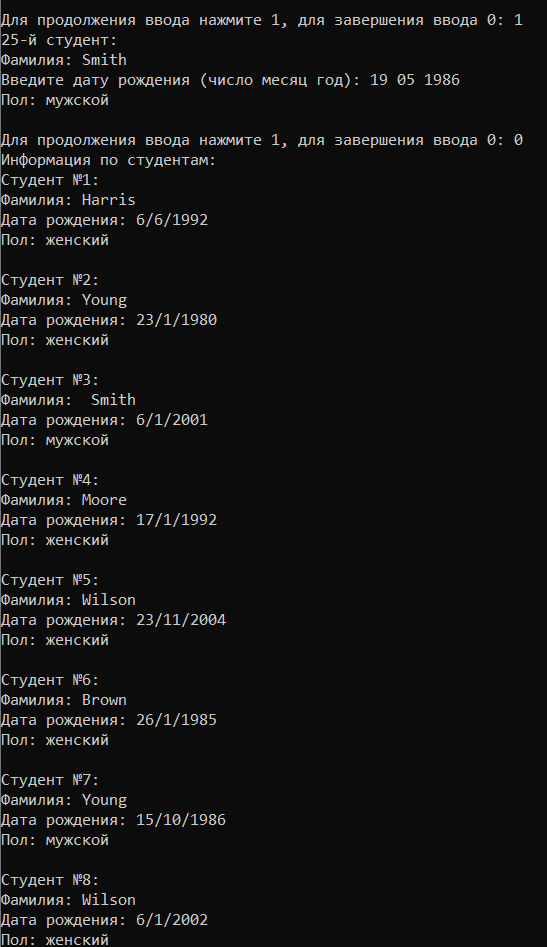 Для продолжения ввода нажмите 1, для завершения ввода 0: 1
25-й студент:
Фамилия: Smith
Введите дату рождения (число месяц год): 19 05 1986
Пол: мужской
Для продолжения ввода нажмите 1, для завершения ввода 0: 0
Информация по студентам:
Студент №1:
Фамилия: Harris
Дата рождения: 6/6/1992
Пол: женский
Студент №2:
Фамилия: Young
Дата рождения: 23/1/1980
Пол: женский
Студент №3:
Фамилия:  Smith
Дата рождения: 6/1/2001
Пол: мужской
Студент №4:
Фамилия: Moore
Дата рождения: 17/1/1992
Пол: женский
Студент №5:
Фамилия: Wilson
Дата рождения: 23/11/2004
Пол: женский
Студент №6:
Фамилия: Brown
Дата рождения: 26/1/1985
Пол: женский
Студент №7:
Фамилия: Young
Дата рождения: 15/10/1986
Пол: мужской
Студент №8:
Фамилия: Wilson
Дата рождения: 6/1/2002
Пол: женский